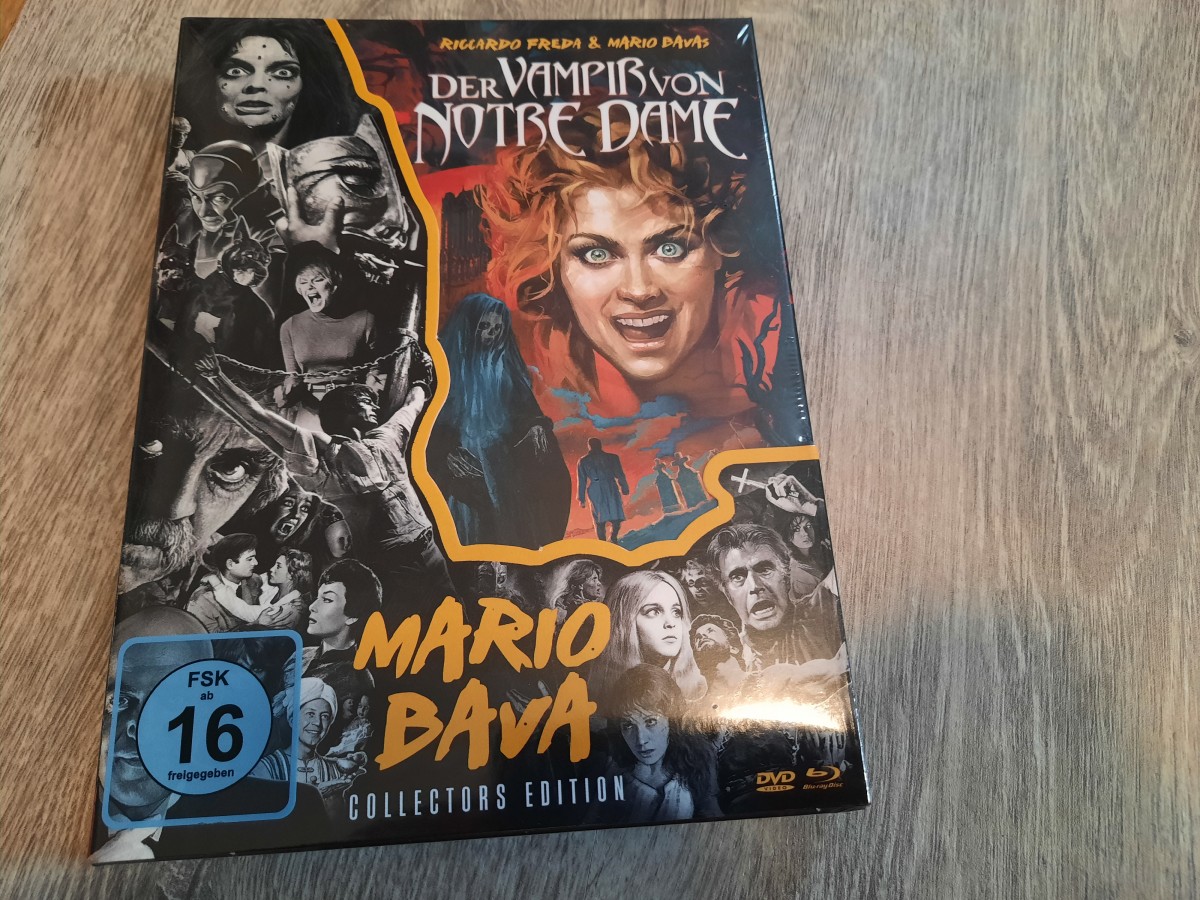 RICCARDO FREDA & MARIO BAVAS
DER VAMPIR VON
NOTRE DAME
MARIO
BAVA
COLLECTORS EDITION
FSK
ab
16
freigegeben
DVD
VIDEO
Blu-ray Disc